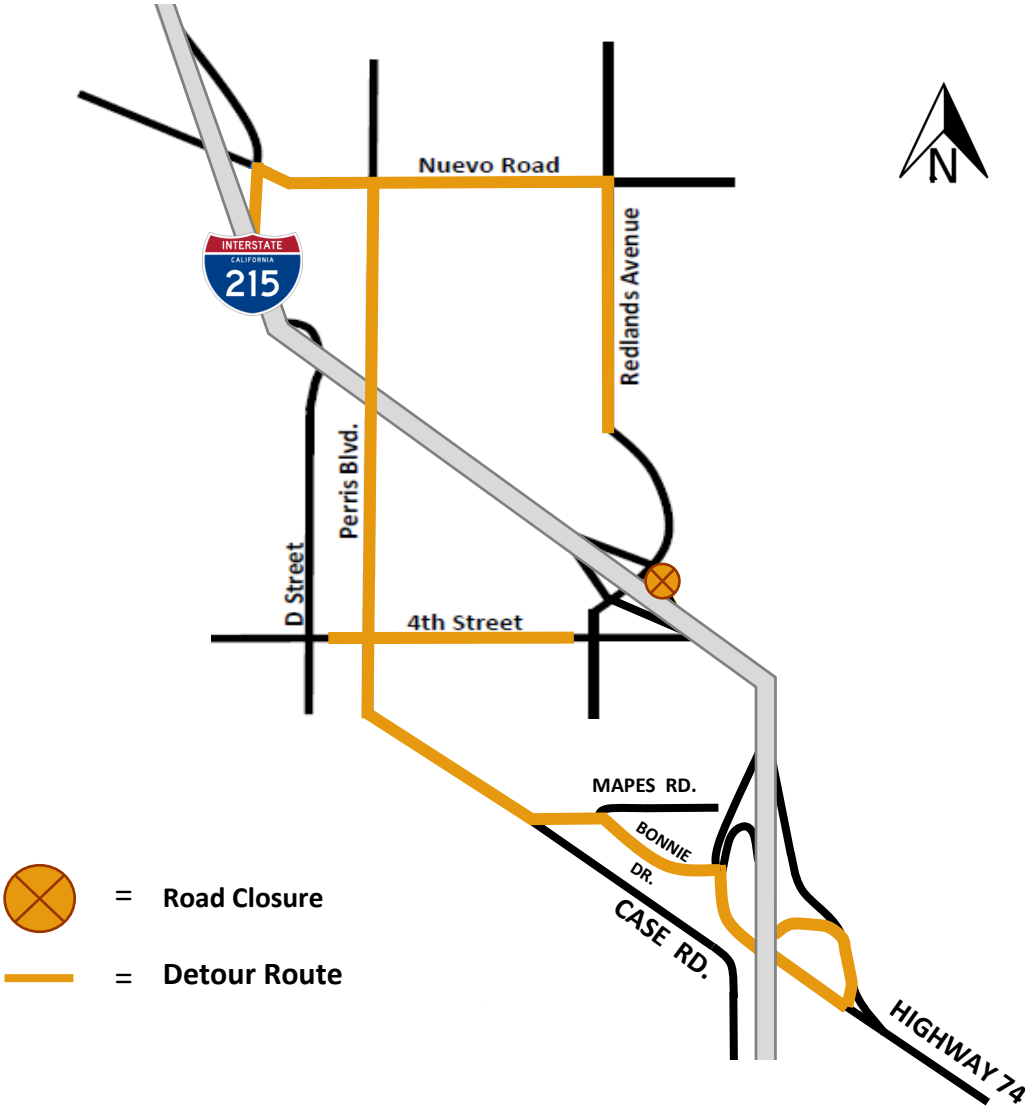 N
Nuevo Road
Redlands Avenue
INTERSTATE
CALIFORNIA
215
Perris Blvd.
D Street
4th Street
MAPES RD.
BONNIE
DR.
CASE RD.
= Road Closure
= Detour Route
HIGHWAY 74